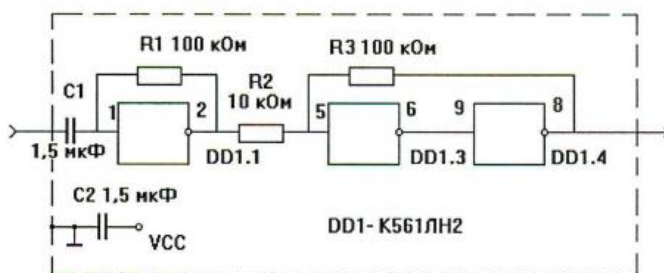 R1 100 кОм
R3 100 кОм
C1
R2
10 кОм
1
2
5
6
9
8
1,5 мкФ
DD1.1
DD1.3
DD1.4
C2 1,5 мкФ
VCC
DD1- К561ЛН2